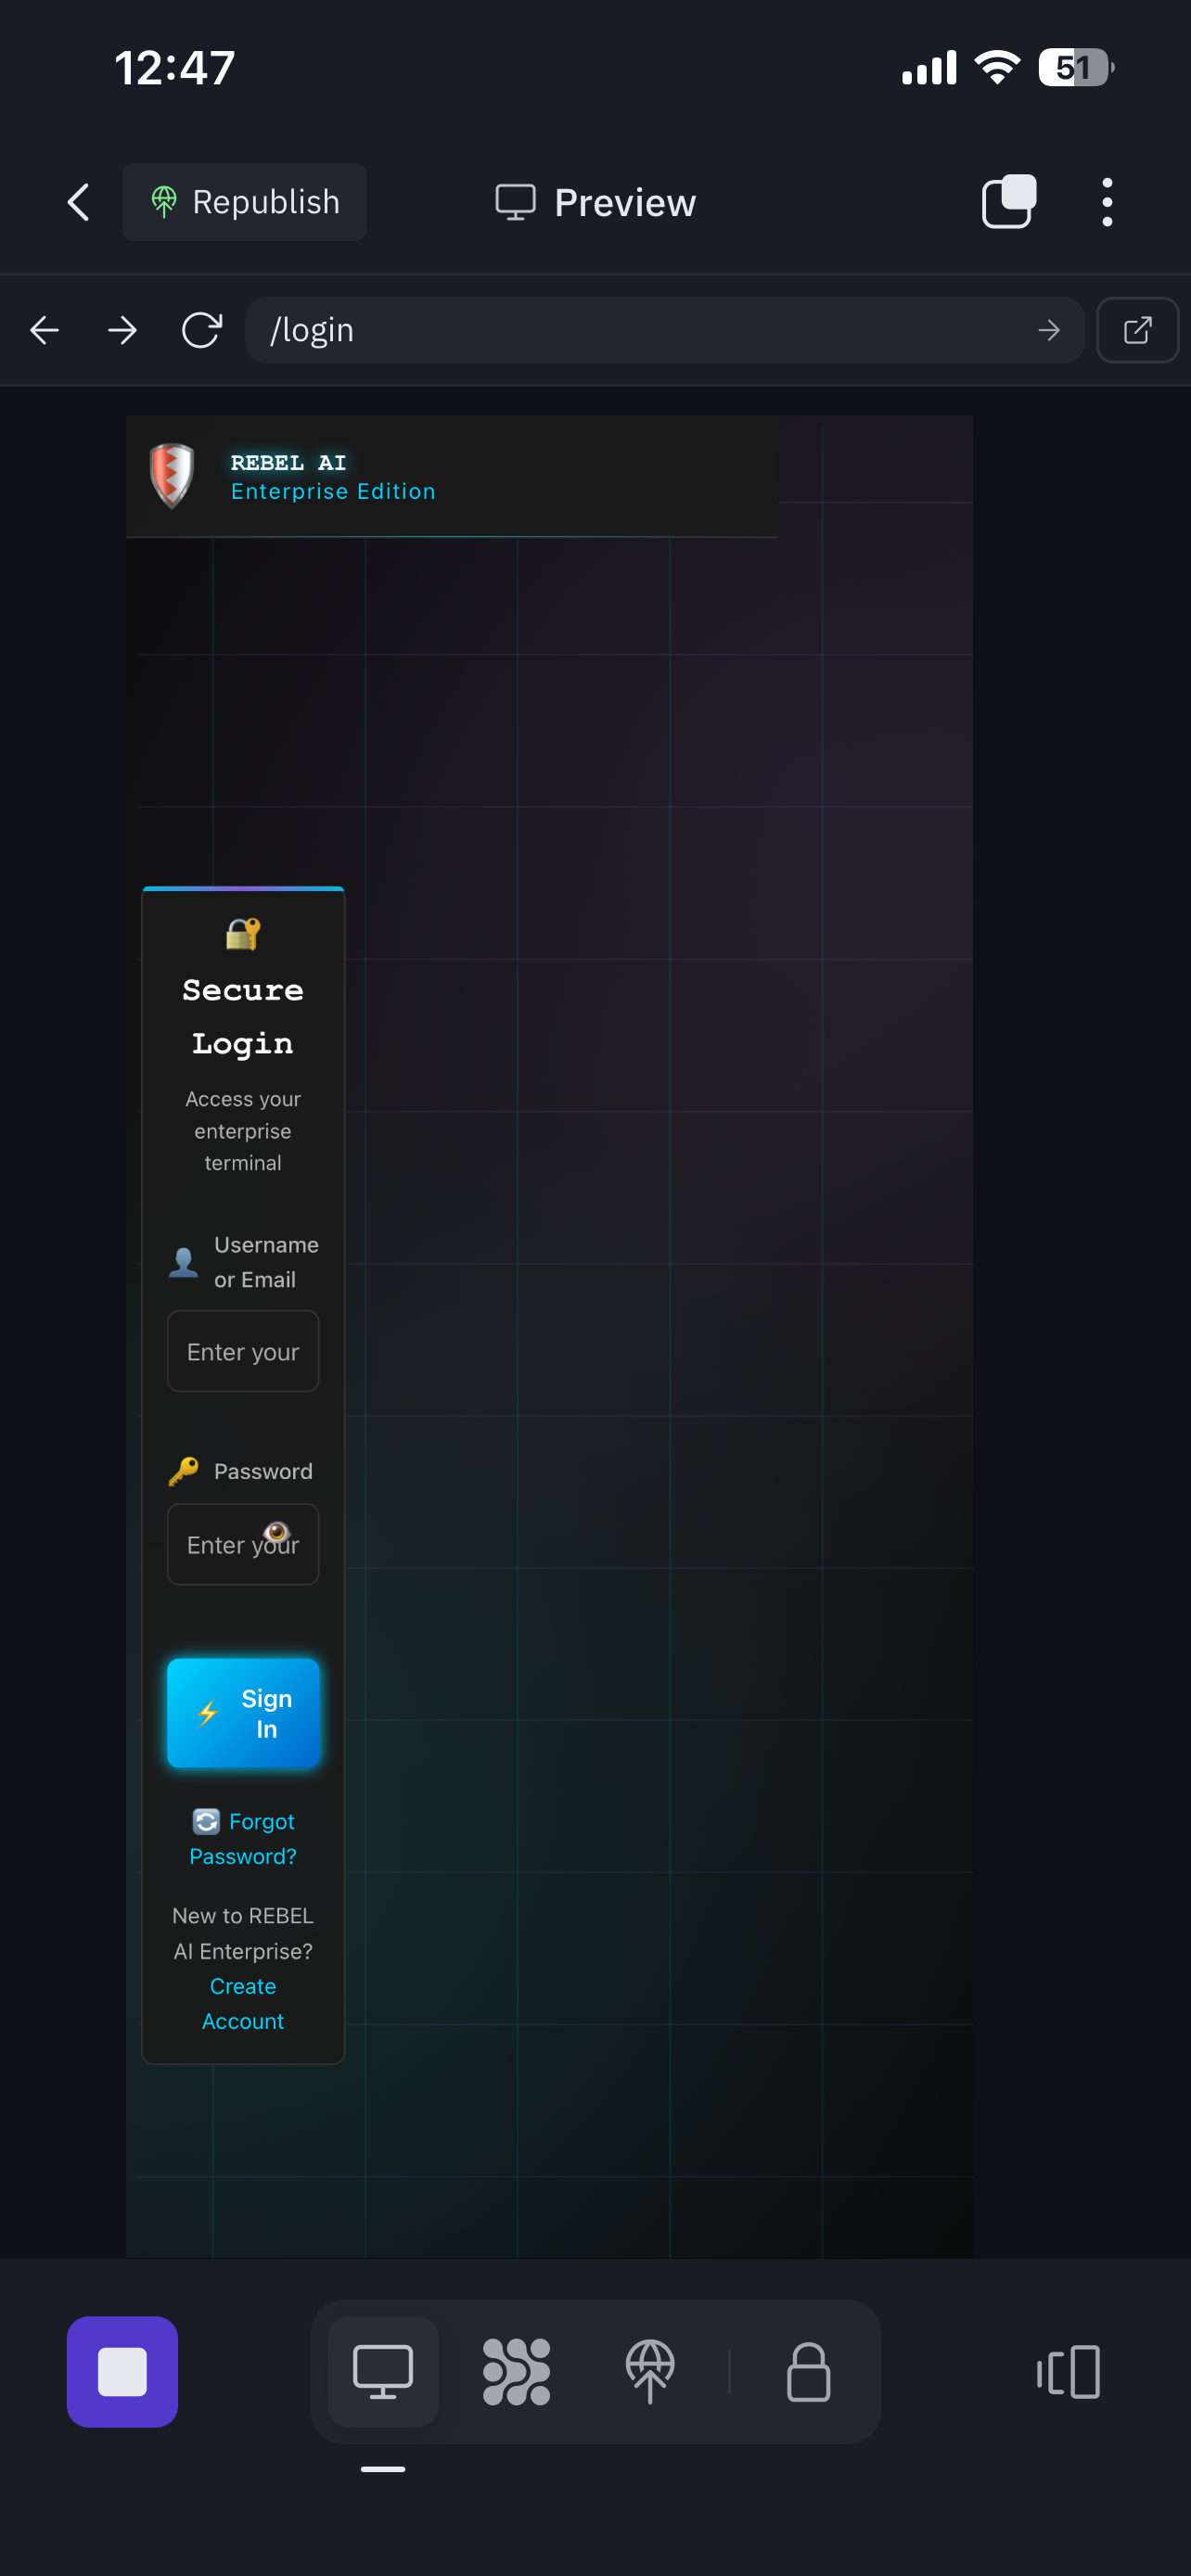 12:47
51
Republish
Preview
/login
REBEL AI
Enterprise Edition
Secure
Login
Access your
enterprise
terminal
Username
or Email
Enter your
Password
Enter your
Sign
In
Forgot
Password?
New to REBEL
AI Enterprise?
Create
Account